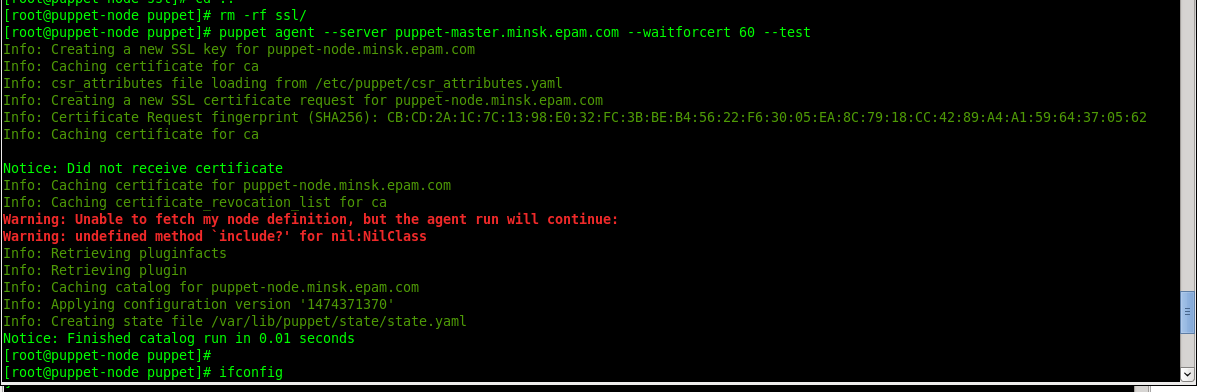 [root@puppet-node ssl]# cd ..
[root@puppet-node puppet]# rm -rf ssl/
[root@puppet-node puppet]# puppet agent --server puppet-master.minsk.epam.com --waitforcert 60 --test
Info: Creating a new SSL key for puppet-node.minsk.epam.com
Info: Caching certificate for ca
Info: csr_attributes file loading from /etc/puppet/csr_attributes.yaml
Info: Creating a new SSL certificate request for puppet-node.minsk.epam.com
Info: Certificate Request fingerprint (SHA256): CB:CD:2A:1C:7C:13:98:E0:32:FC:3B:BE:B4:56:22:F6:30:05:EA:8C:79:18:CC:42:89:A4:A1:59:64:37:05:62
Info: Caching certificate for ca
Notice: Did not receive certificate
Info: Caching certificate for puppet-node.minsk.epam.com
Info: Caching certificate_revocation_list for ca
Warning: Unable to fetch my node definition, but the agent run will continue:
Warning: undefined method `include?' for nil:NilClass
Info: Retrieving pluginfacts
Info: Retrieving plugin
Info: Caching catalog for puppet-node.minsk.epam.com
Info: Applying configuration version '1474371370'
Info: Creating state file /var/lib/puppet/state/state.yaml
Notice: Finished catalog run in 0.01 seconds
[root@puppet-node puppet]#
[root@puppet-node puppet]# ifconfig